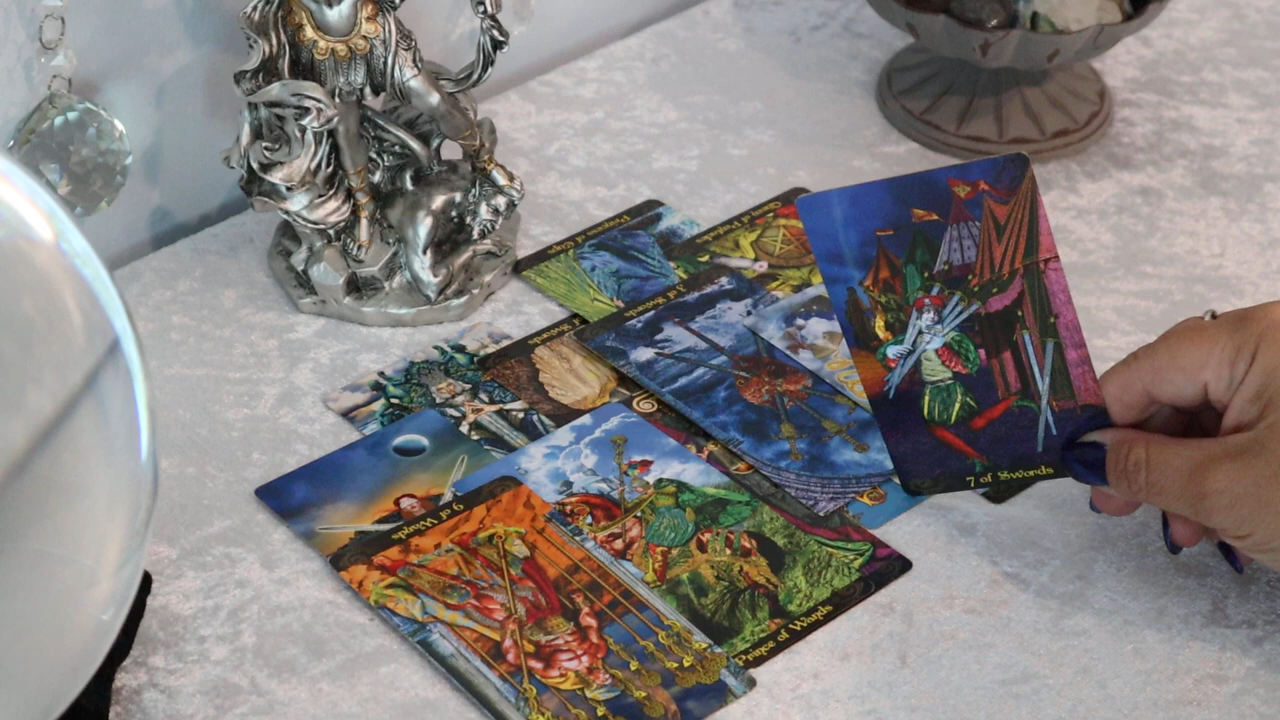 Princess of Cups
3 of Swords
7 of Swords
9 of Wands
Prince of Wands